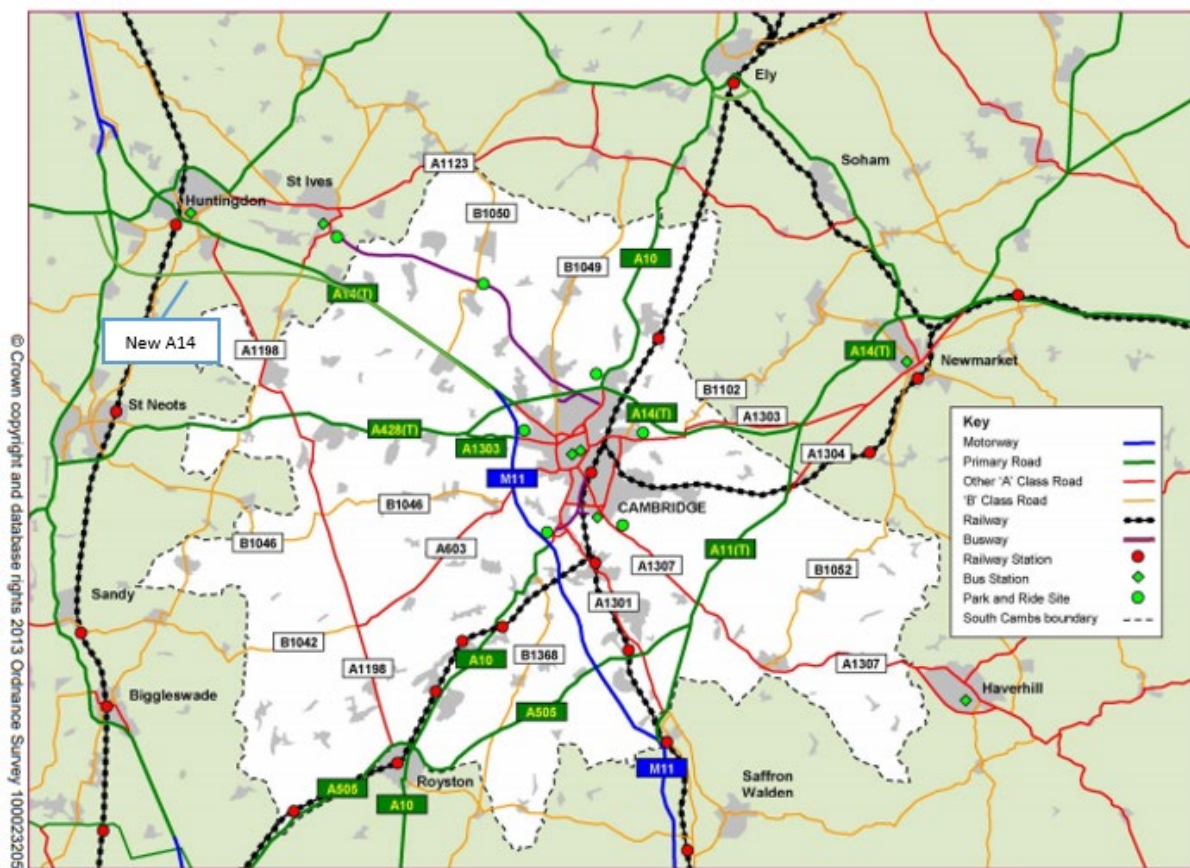 Ely
Soham
A1123
St Ives
Huntingdon
B1050
B1049
A10
A14(T)
New A14
A1198
A14(T)
Newmarket
St Neots
B1102
A14(T)
A1303
A428(T)
A1303
A1304
M11
B1046
CAMBRIDGE
B1046
A603
A11(T)
A1307
B1052
Sandy
A1301
B1042
A10
B1368
A1198
A1307
Biggleswade
A505
Haverhill
Royston
M11
Saffron
Walden
A505
A10
Key
Motorway
Primary Road
Other 'A' Class Road
'B' Class Road
Railway
Busway
Railway Station
Bus Station
Park and Ride Site
South Cambs boundary
© Crown copyright and database rights 2013 Ordnance Survey 100023205